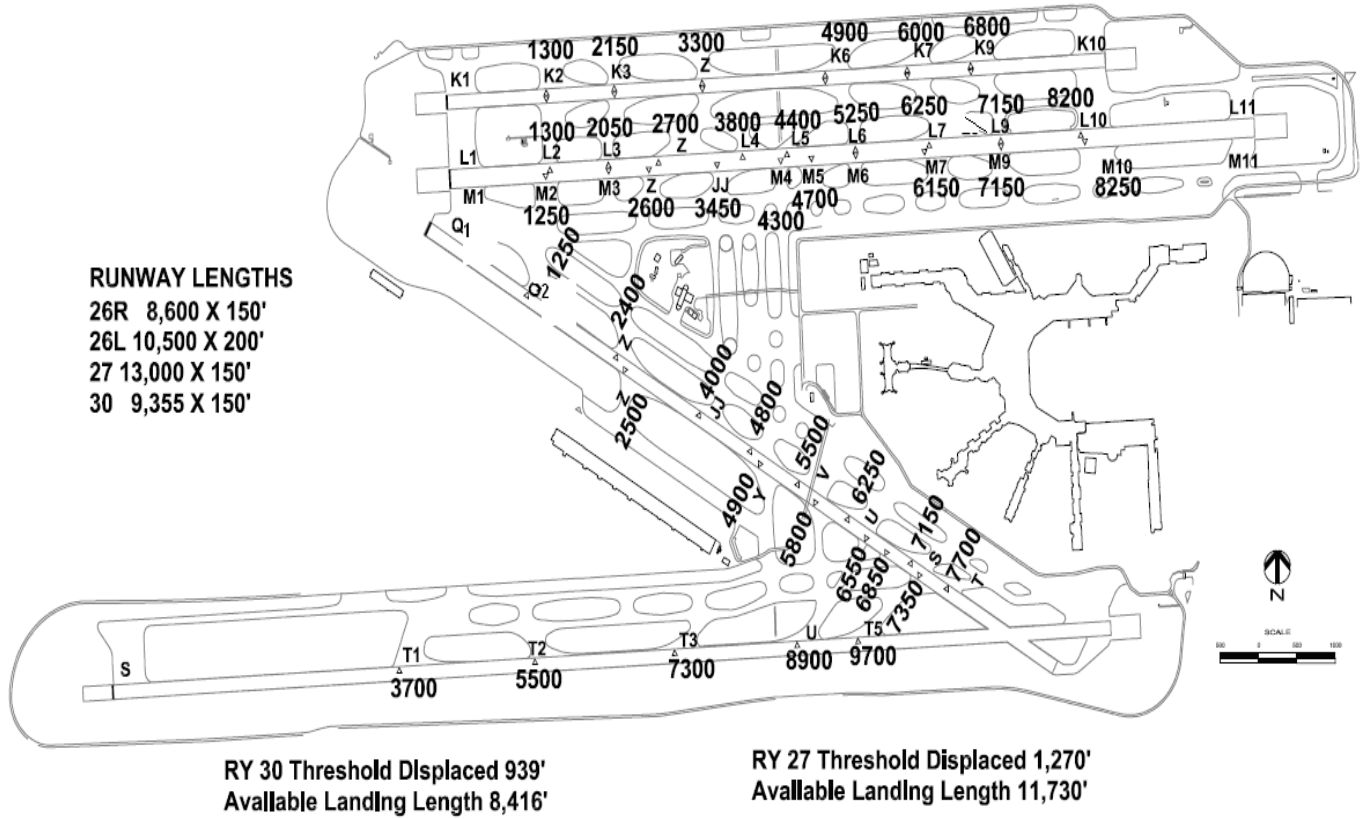 1300 2150 3300 4900 6000 6800
K1 K2 K3 Z K6 K7 K9 K10
1300 2050 2700 3800 4400 5250 6250 7150 8200
L1 L2 L3 Z L4 L5 L6 L7 L9 L10 L11
M1 M2 M3 Z JJ M4 M5 M6 M7 M9 M10 M11
1250 2600 3450 4300 4700 6150 7150 8250
Q1
Q2
1250
2400
Z
Z
2500
4000
JJ
4800
4900
Y
5500
V
5800
6250
U
6550
6850
7150
S
7350
7700
T
RUNWAY LENGTHS
26R 8,600 X 150'
26L 10,500 X 200'
27 13,000 X 150'
30 9,355 X 150'
N
SCALE
500 0 500 1000
S T1 T2 T3 U T5
3700 5500 7300 8900 9700
RY 30 Threshold Displaced 939'
Available Landing Length 8,416'
RY 27 Threshold Displaced 1,270'
Available Landing Length 11,730'